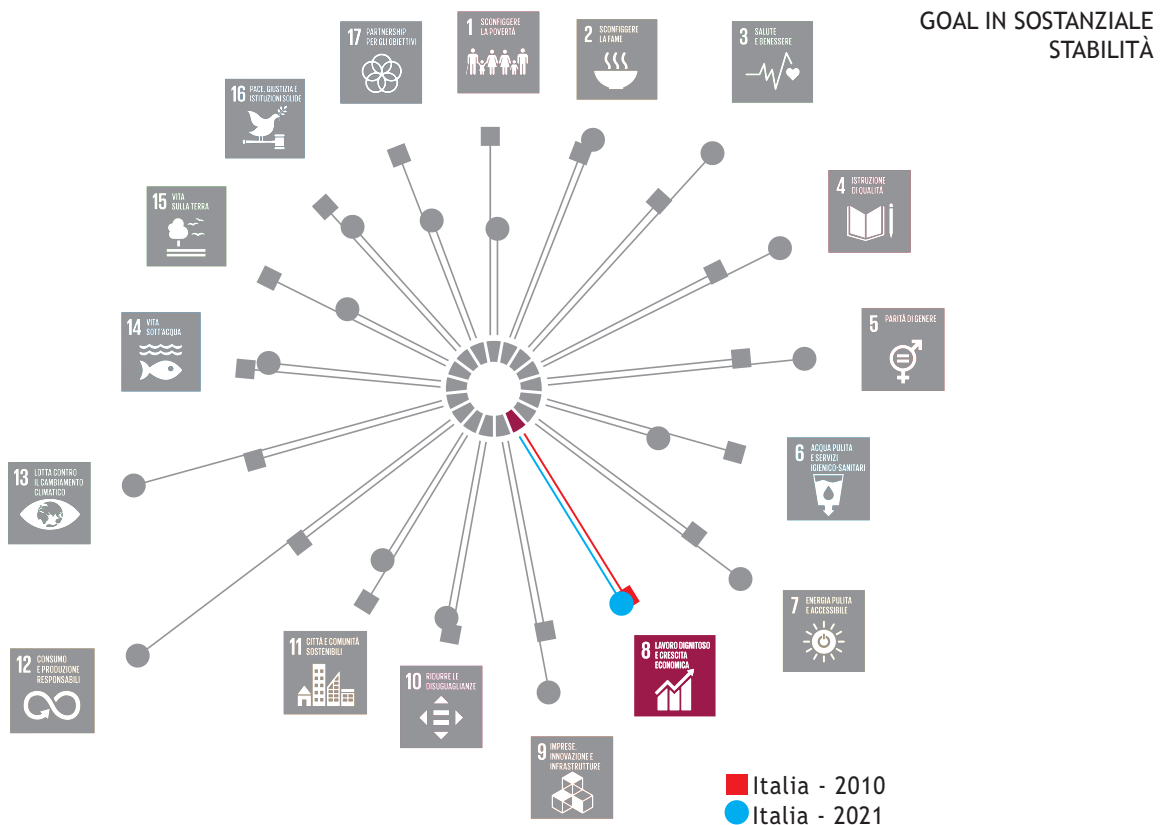 GOAL IN SOSTANZIALE
STABILITÀ
17 PARTNERSHIP
PER GLI OBIETTIVI
1 SCONFIGGERE
LA POVERTÀ
2 SCONFIGGERE
LA FAME
3 SALUTE
E BENESSERE
16 PACE, GIUSTIZIA E
ISTITUZIONI SOLIDE
4 ISTRUZIONE
DI QUALITÀ
15 VITA
SULLA TERRA
5 PARITÀ DI GENERE
14 VITA
SOTT'ACQUA
6 ACQUA PULITA
E SERVIZI
IGIENICO-SANITARI
13 LOTTA CONTRO
IL CAMBIAMENTO
CLIMATICO
7 ENERGIA PULITA
E ACCESSIBILE
12 CONSUMO
E PRODUZIONE
RESPONSABILI
11 CITTÀ E COMUNITÀ
SOSTENIBILI
10 RIDURRE LE
DISUGUAGLIANZE
8 LAVORO DIGNITOSO
E CRESCITA
ECONOMICA
9 IMPRESE,
INNOVAZIONE E
INFRASTRUTTURE
Italia - 2010
Italia - 2021